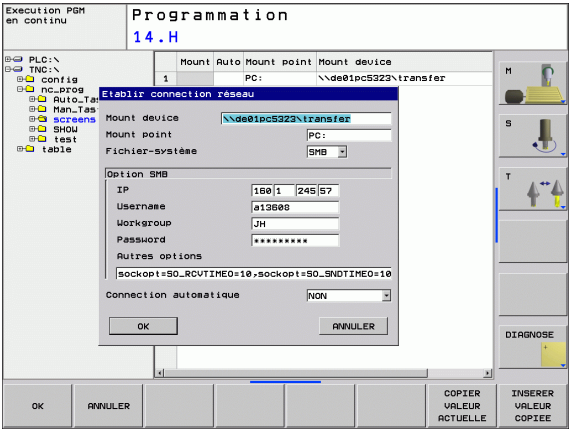 Execution PGM
en continu
Programmation
14.H
Mount Auto Mount point Mount device
1 PC: \\de01pc5323\transfer
PLC:\
TNC:\
config
nc_prog
Auto_Tas
Man_Tas
screens
SHOW
test
table
Etablir connection réseau
Mount device \\de01pc5323\transfer
Mount point PC:
Fichier-système SMB
Option SMB
IP 160 1 245 57
Username a13608
Workgroup JH
Password *********
Autres options
sockopt=SO_RCVTIMEO=10,sockopt=SO_SNDTIMEO=10
Connection automatique NON
OK ANNULER
M
S
T
DIAGNOSE
OK
ANNULER
COPIER
VALEUR
ACTUELLE
INSERER
VALEUR
COPIEE